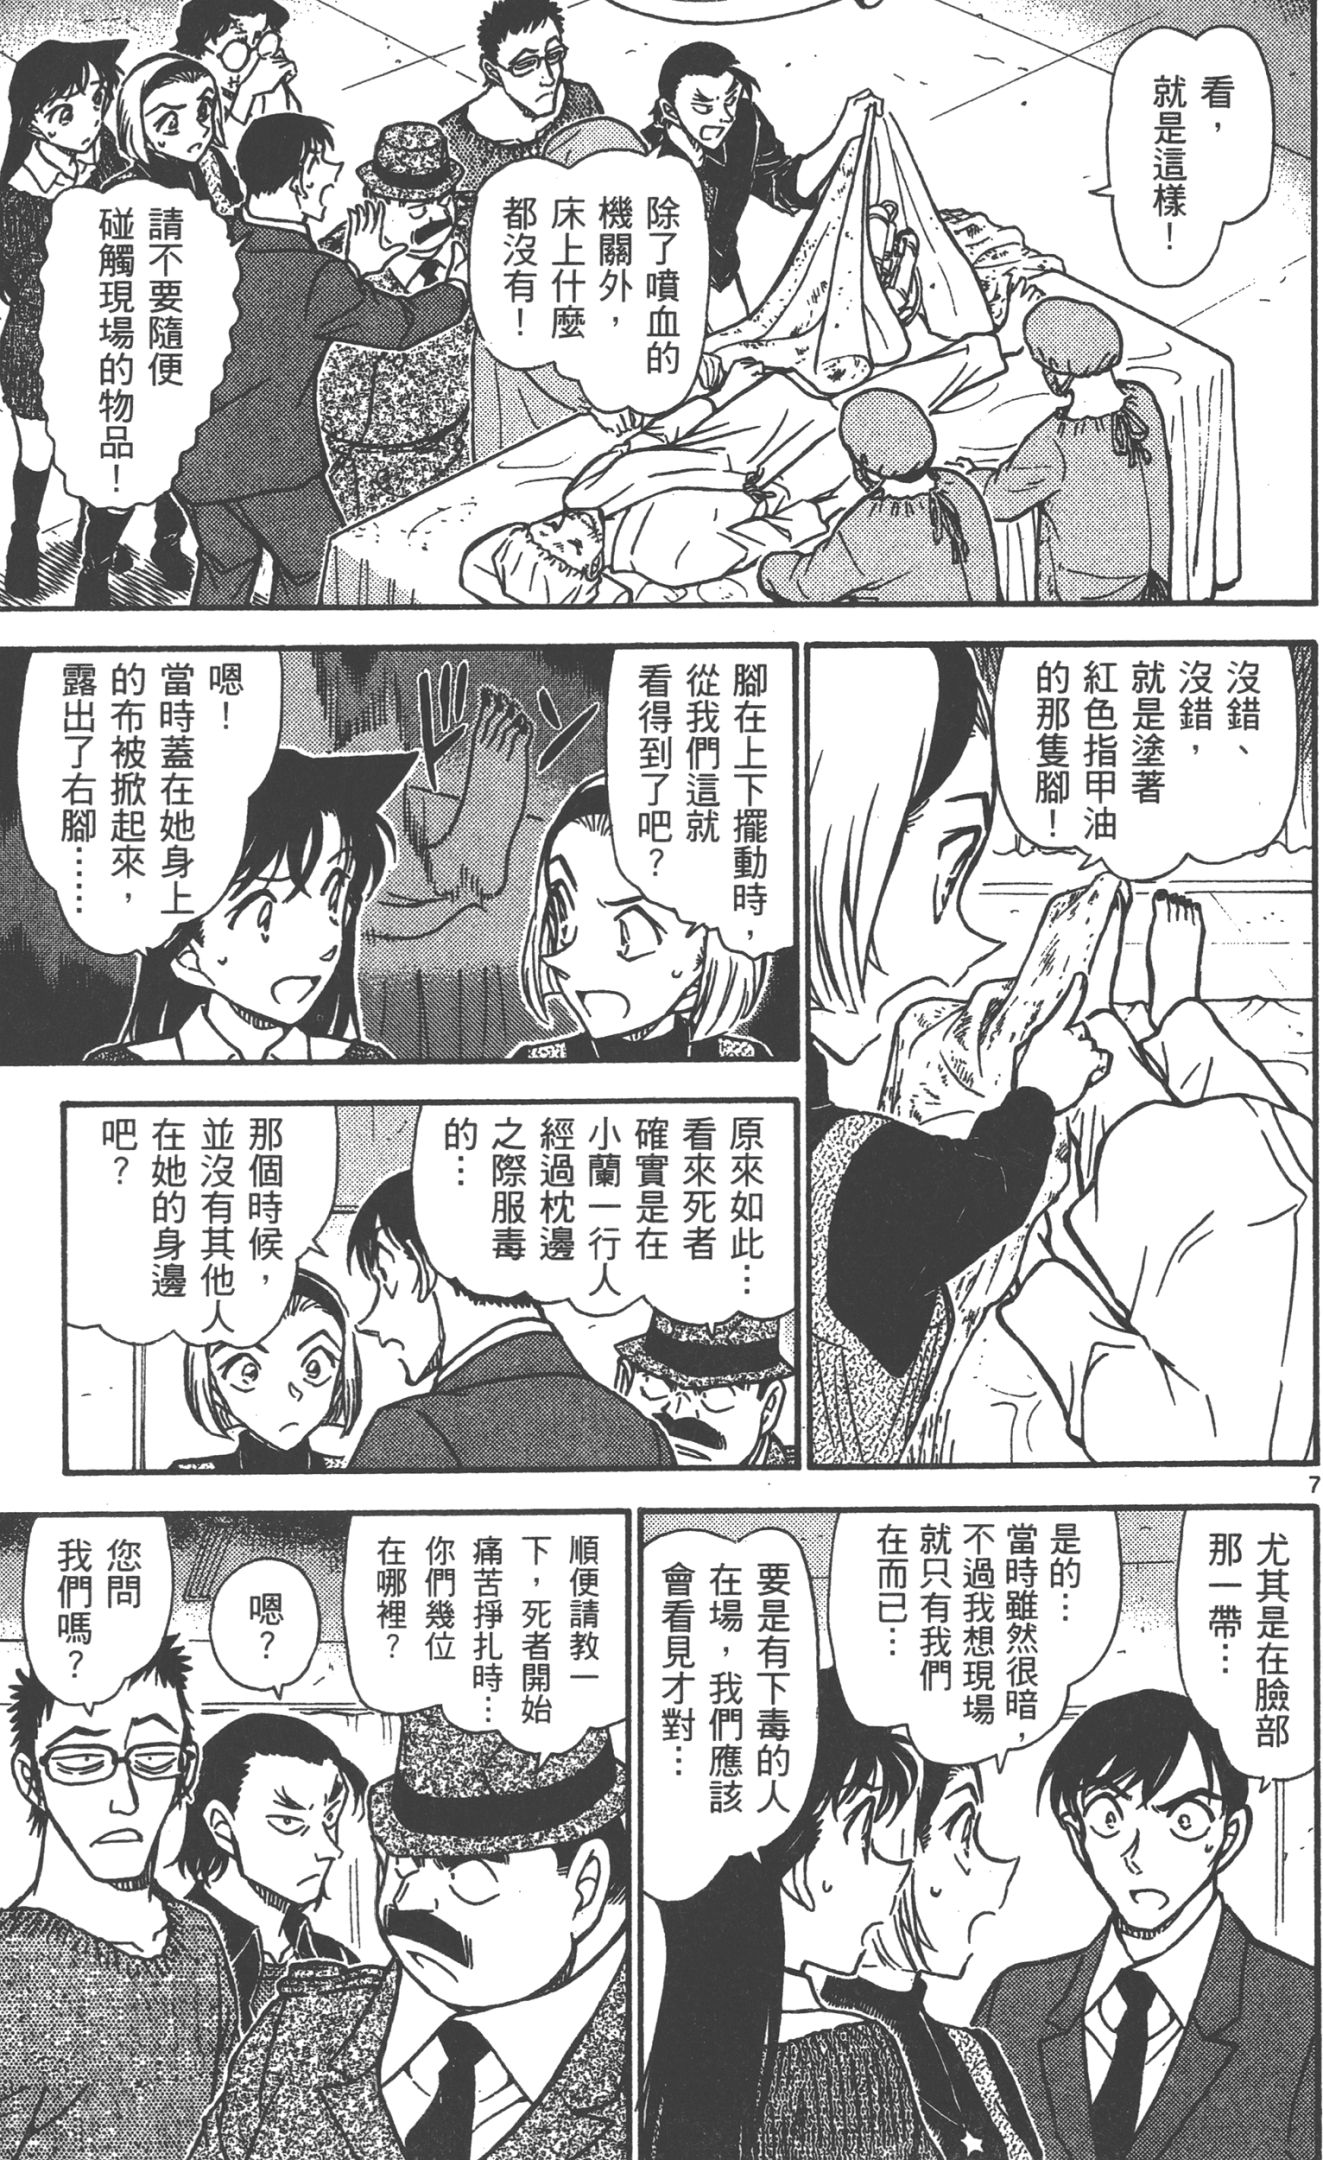 看，
就是這樣！
除了噴血的
機關外，
床上什麼
都沒有！
請不要隨便
碰觸現場的物品！
沒錯、
沒錯，
就是塗著
紅色指甲油
的那隻腳！
腳在上下擺動時，
從我們這就
看得到了吧？
ドドン
嗯！
當時蓋在她身上
的布被掀起來，
露出了右腳……
原來如此…
看來死者
確實是在
小蘭一行人
經過枕邊
之際服毒
的…
那個時候，
並沒有其他人
在她的身邊
吧？
7
尤其是在臉部
那一帶…
是的…
當時雖然很暗，
不過我想現場
就只有我們
在而已…
要是有下毒的人
在場，我們應該
會看見才對…
順便請教一
下，死者開始
痛苦掙扎時…
你們幾位
在哪裡？
嗯？
您問
我們嗎？